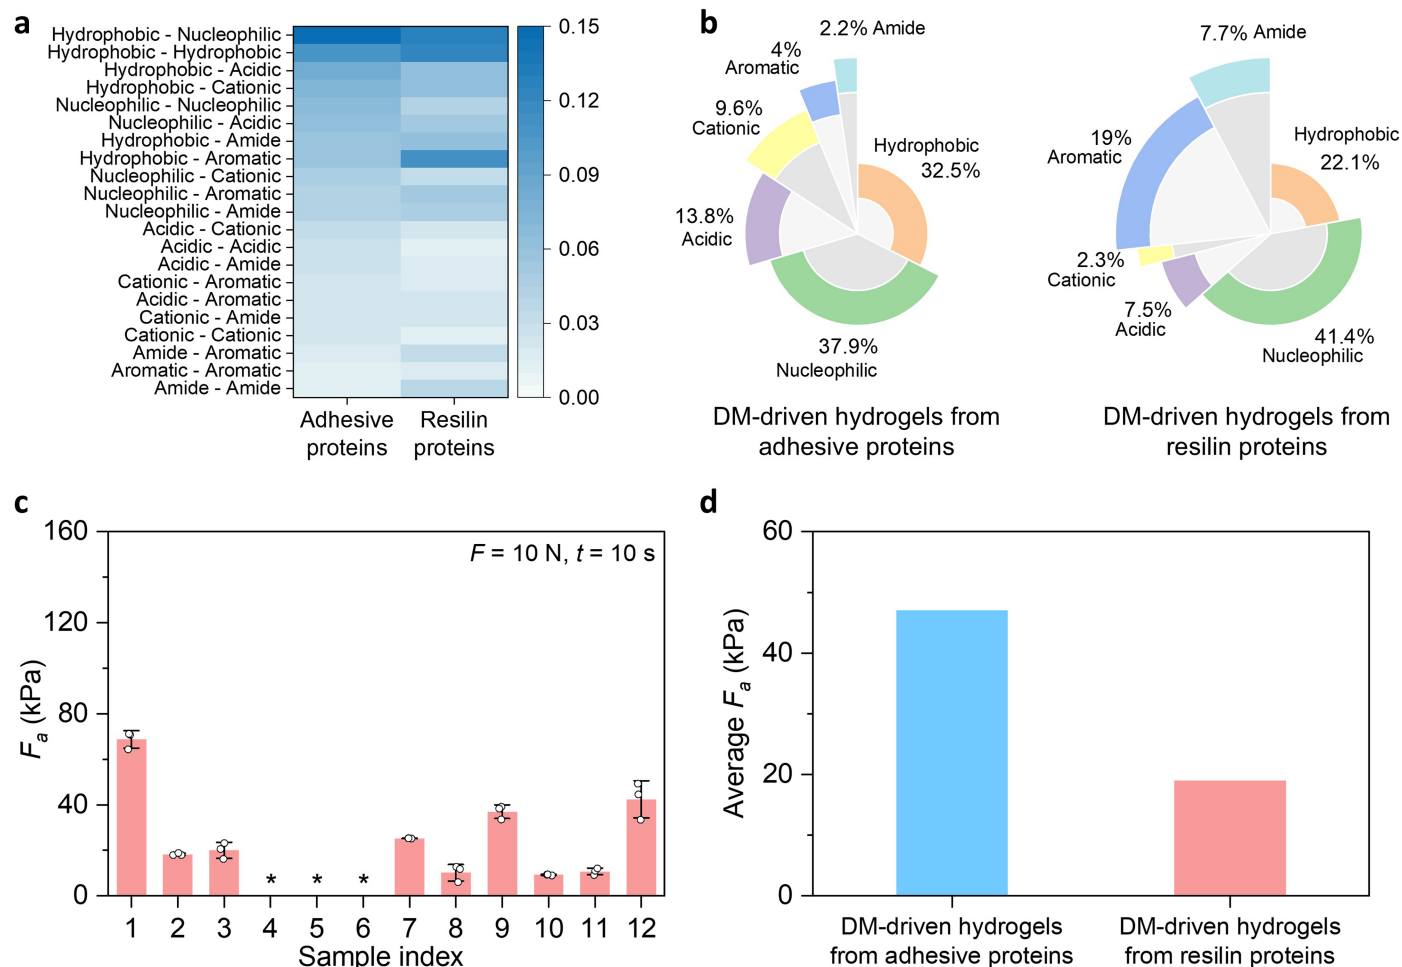 a
Hydrophobic - Nucleophilic
Hydrophobic - Hydrophobic
Hydrophobic - Acidic
Hydrophobic - Cationic
Nucleophilic - Nucleophilic
Nucleophilic - Acidic
Hydrophobic - Amide
Hydrophobic - Aromatic
Nucleophilic - Cationic
Nucleophilic - Aromatic
Nucleophilic - Amide
Acidic - Cationic
Acidic - Acidic
Acidic - Amide
Cationic - Aromatic
Acidic - Aromatic
Cationic - Amide
Cationic - Cationic
Amide - Aromatic
Aromatic - Aromatic
Amide - Amide
Adhesive
proteins
Resilin
proteins
0.15
0.12
0.09
0.06
0.03
0.00
b
2.2% Amide
4%
Aromatic
9.6%
Cationic
13.8%
Acidic
37.9%
Nucleophilic
Hydrophobic
32.5%
DM-driven hydrogels from
adhesive proteins
7.7% Amide
19%
Aromatic
2.3%
Cationic
7.5%
Acidic
41.4%
Nucleophilic
Hydrophobic
22.1%
DM-driven hydrogels from
resilin proteins
c
F = 10 N, t = 10 s
Fa (kPa)
160
120
80
40
0
* * *
1 2 3 4 5 6 7 8 9 10 11 12
Sample index
d
Average Fa (kPa)
60
40
20
0
DM-driven hydrogels
from adhesive proteins
DM-driven hydrogels
from resilin proteins